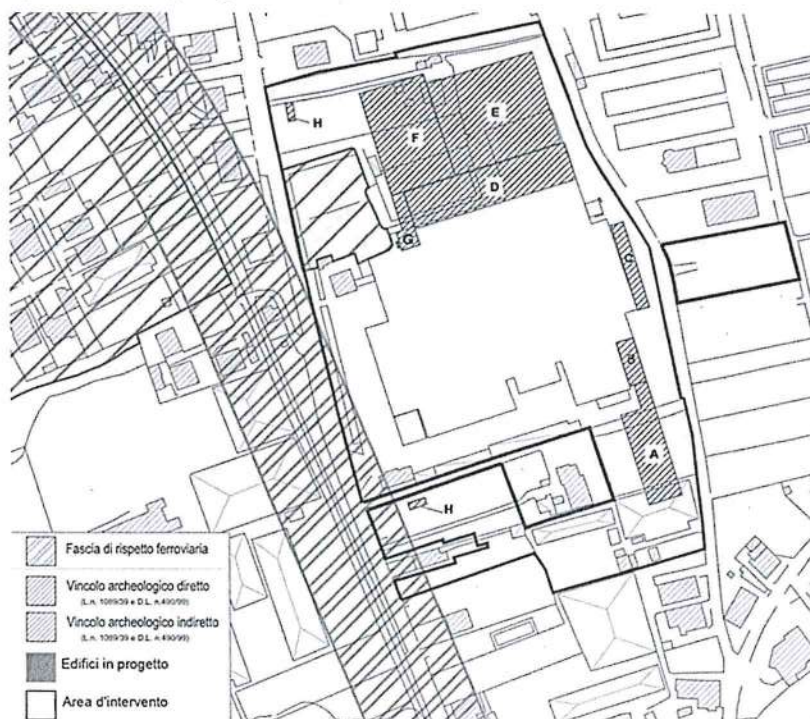 E
F
H
D
G
C
B
A
H
Fascia di rispetto ferroviaria
Vincolo archeologico diretto
(L.n. 1089/39 e D.L. n.490/99)
Vincolo archeologico indiretto
(L.n. 1089/39 e D.L. n.490/99)
Edifici in progetto
Area d'intervento